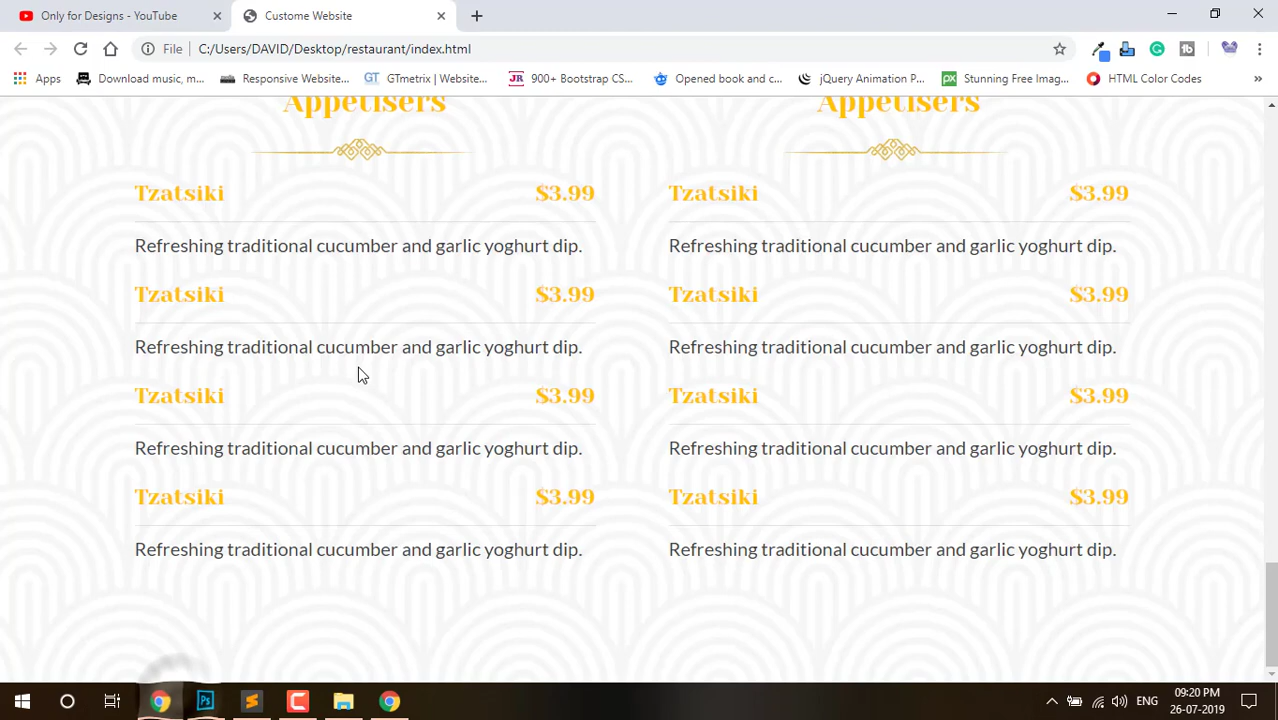 Only for Designs - YouTube
Custome Website
File C:/Users/DAVID/Desktop/restaurant/index.html
Apps
Download music, m...
Responsive Website...
GT GTmetrix | Website...
JR 900+ Bootstrap CS...
Opened book and c...
jQuery Animation P...
px Stunning Free Imag...
HTML Color Codes
Appetisers Appetisers
Tzatsiki $3.99 Tzatsiki $3.99
Refreshing traditional cucumber and garlic yoghurt dip. Refreshing traditional cucumber and garlic yoghurt dip.
Tzatsiki $3.99 Tzatsiki $3.99
Refreshing traditional cucumber and garlic yoghurt dip. Refreshing traditional cucumber and garlic yoghurt dip.
Tzatsiki $3.99 Tzatsiki $3.99
Refreshing traditional cucumber and garlic yoghurt dip. Refreshing traditional cucumber and garlic yoghurt dip.
Tzatsiki $3.99 Tzatsiki $3.99
Refreshing traditional cucumber and garlic yoghurt dip. Refreshing traditional cucumber and garlic yoghurt dip.
Ps
ENG
09:20 PM
26-07-2019